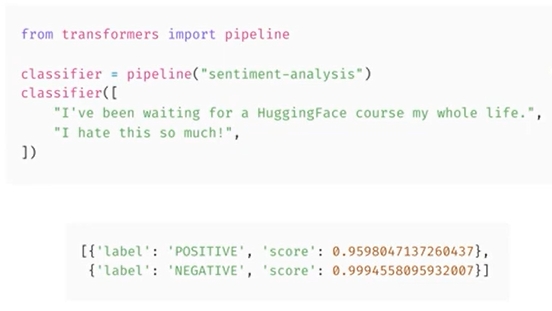 from transformers import pipeline
classifier = pipeline("sentiment-analysis")
classifier([
"I've been waiting for a HuggingFace course my whole life.",
"I hate this so much!",
])
[{'label': 'POSITIVE', 'score': 0.9598047137260437},
{'label': 'NEGATIVE', 'score': 0.9994558095932007}]